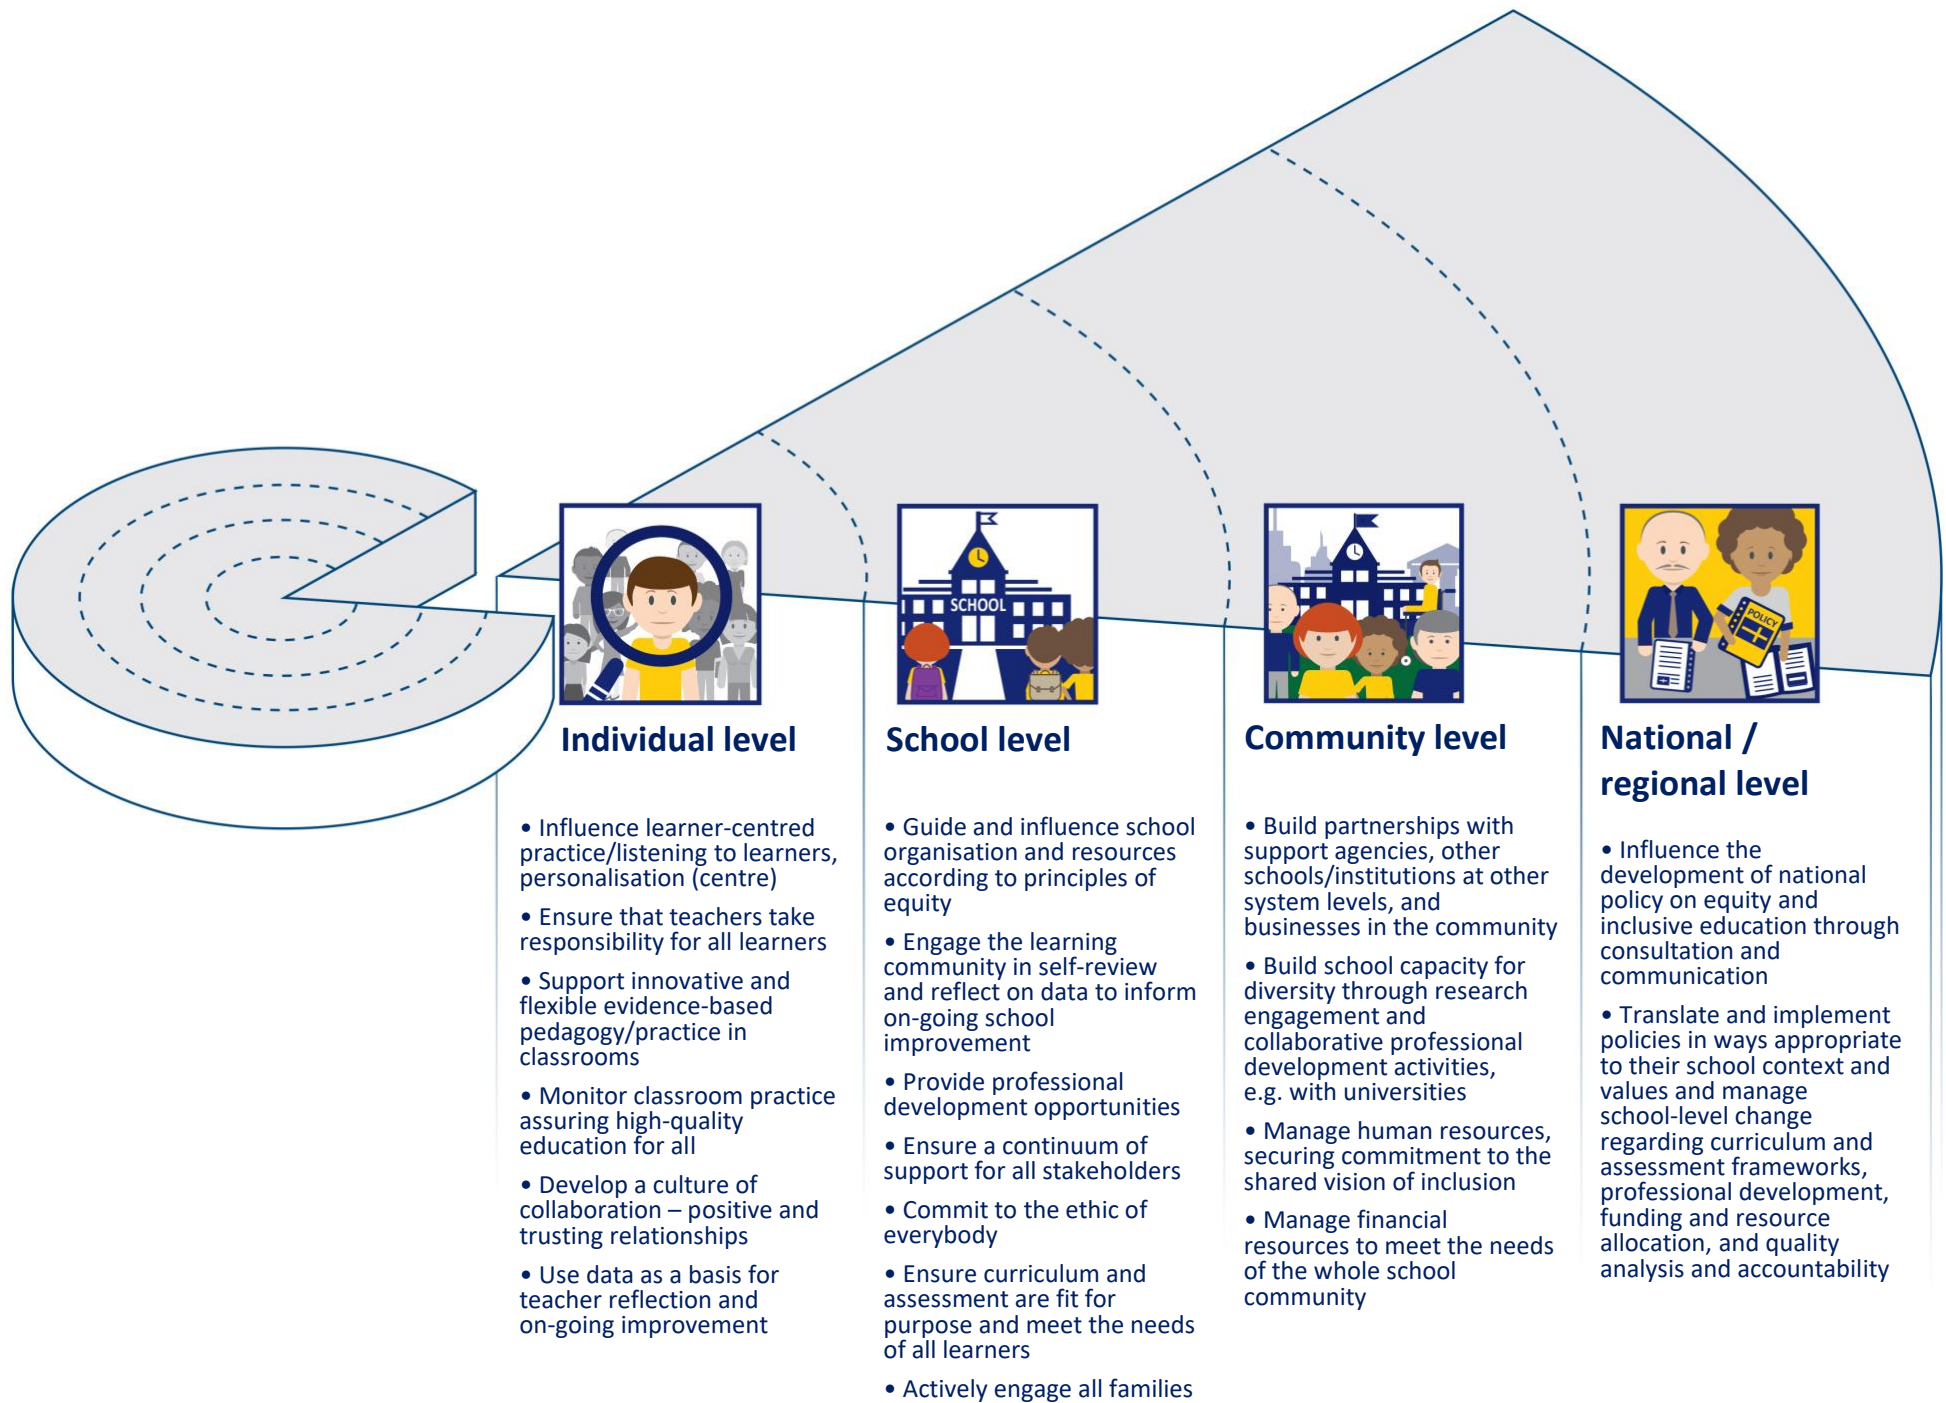 SCHOOL
POLICY
Individual level
• Influence learner-centred
practice/listening to learners,
personalisation (centre)
• Ensure that teachers take
responsibility for all learners
• Support innovative and
flexible evidence-based
pedagogy/practice in
classrooms
• Monitor classroom practice
assuring high-quality
education for all
• Develop a culture of
collaboration – positive and
trusting relationships
• Use data as a basis for
teacher reflection and
on-going improvement
School level
• Guide and influence school
organisation and resources
according to principles of
equity
• Engage the learning
community in self-review
and reflect on data to inform
on-going school
improvement
• Provide professional
development opportunities
• Ensure a continuum of
support for all stakeholders
• Commit to the ethic of
everybody
• Ensure curriculum and
assessment are fit for
purpose and meet the needs
of all learners
• Actively engage all families
Community level
• Build partnerships with
support agencies, other
schools/institutions at other
system levels, and
businesses in the community
• Build school capacity for
diversity through research
engagement and
collaborative professional
development activities,
e.g. with universities
• Manage human resources,
securing commitment to the
shared vision of inclusion
• Manage financial
resources to meet the needs
of the whole school
community
National /
regional level
• Influence the
development of national
policy on equity and
inclusive education through
consultation and
communication
• Translate and implement
policies in ways appropriate
to their school context and
values and manage
school-level change
regarding curriculum and
assessment frameworks,
professional development,
funding and resource
allocation, and quality
analysis and accountability